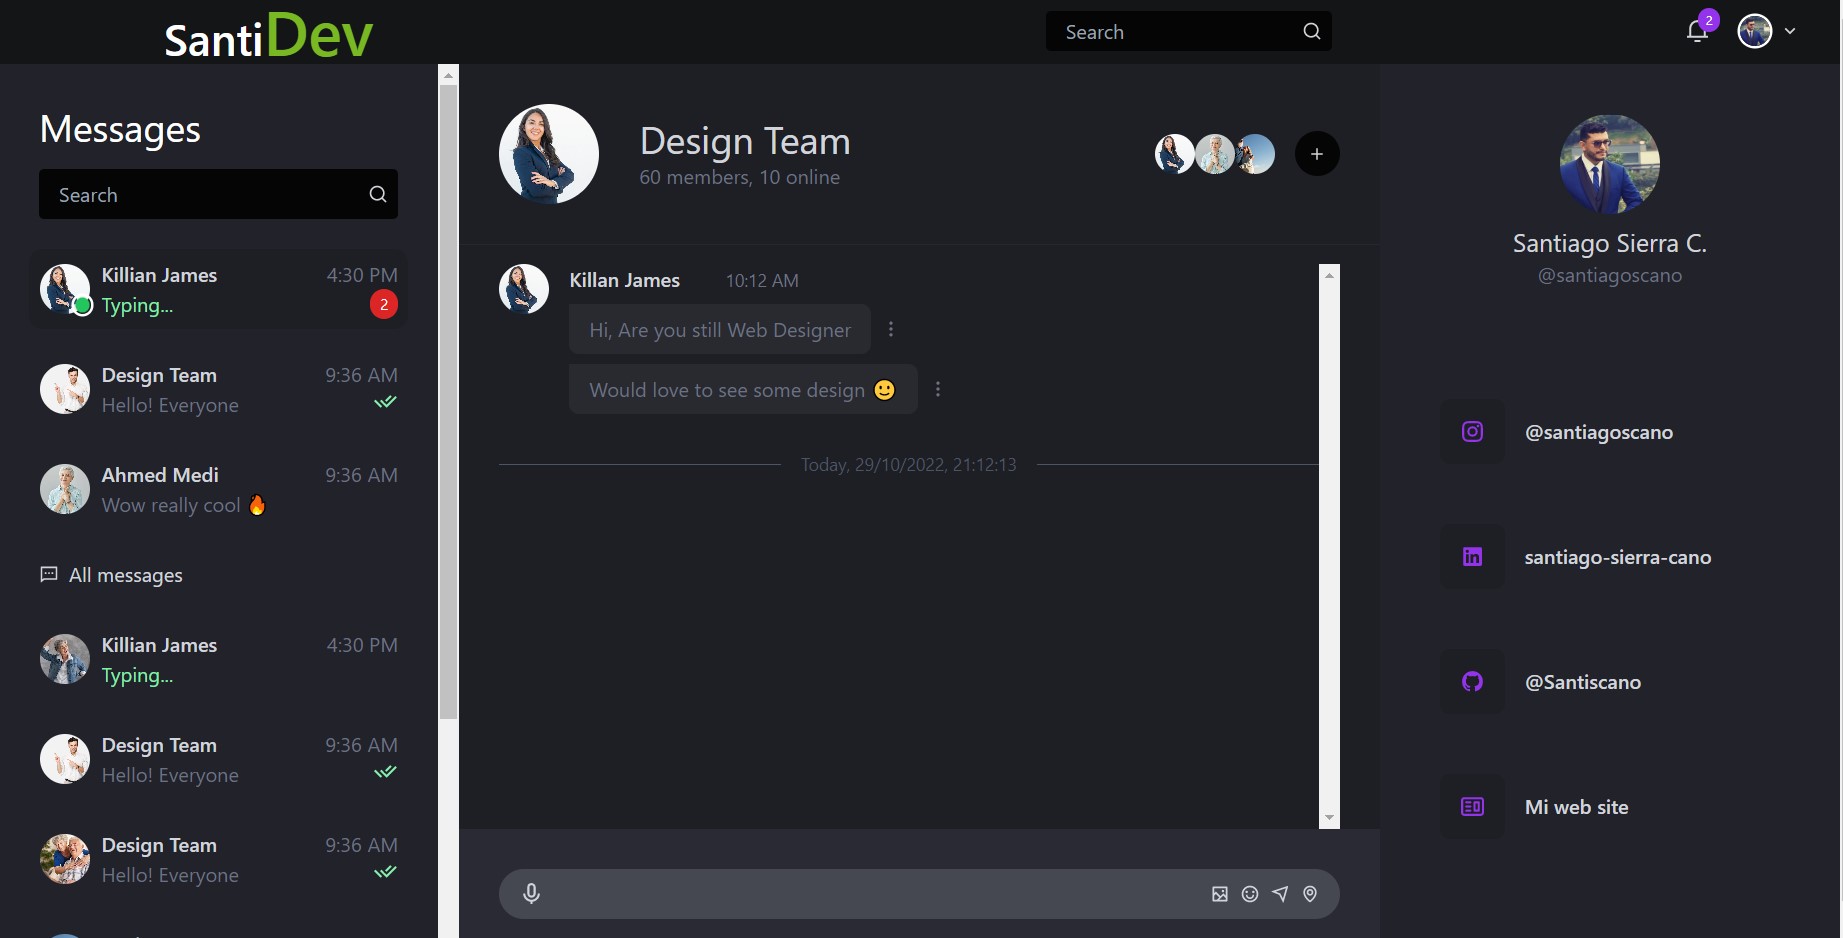 SantiDev
Search
2
Messages
Search
Killian James 4:30 PM
Typing... 2
Design Team 9:36 AM
Hello! Everyone
Ahmed Medi 9:36 AM
Wow really cool 🔥
All messages
Killian James 4:30 PM
Typing...
Design Team 9:36 AM
Hello! Everyone
Design Team 9:36 AM
Hello! Everyone
Design Team
60 members, 10 online
+
Killan James 10:12 AM
Hi, Are you still Web Designer
Would love to see some design 🙂
Today, 29/10/2022, 21:12:13
Santiago Sierra C.
@santiagoscano
@santiagoscano
in
santiago-sierra-cano
@Santiscano
Mi web site